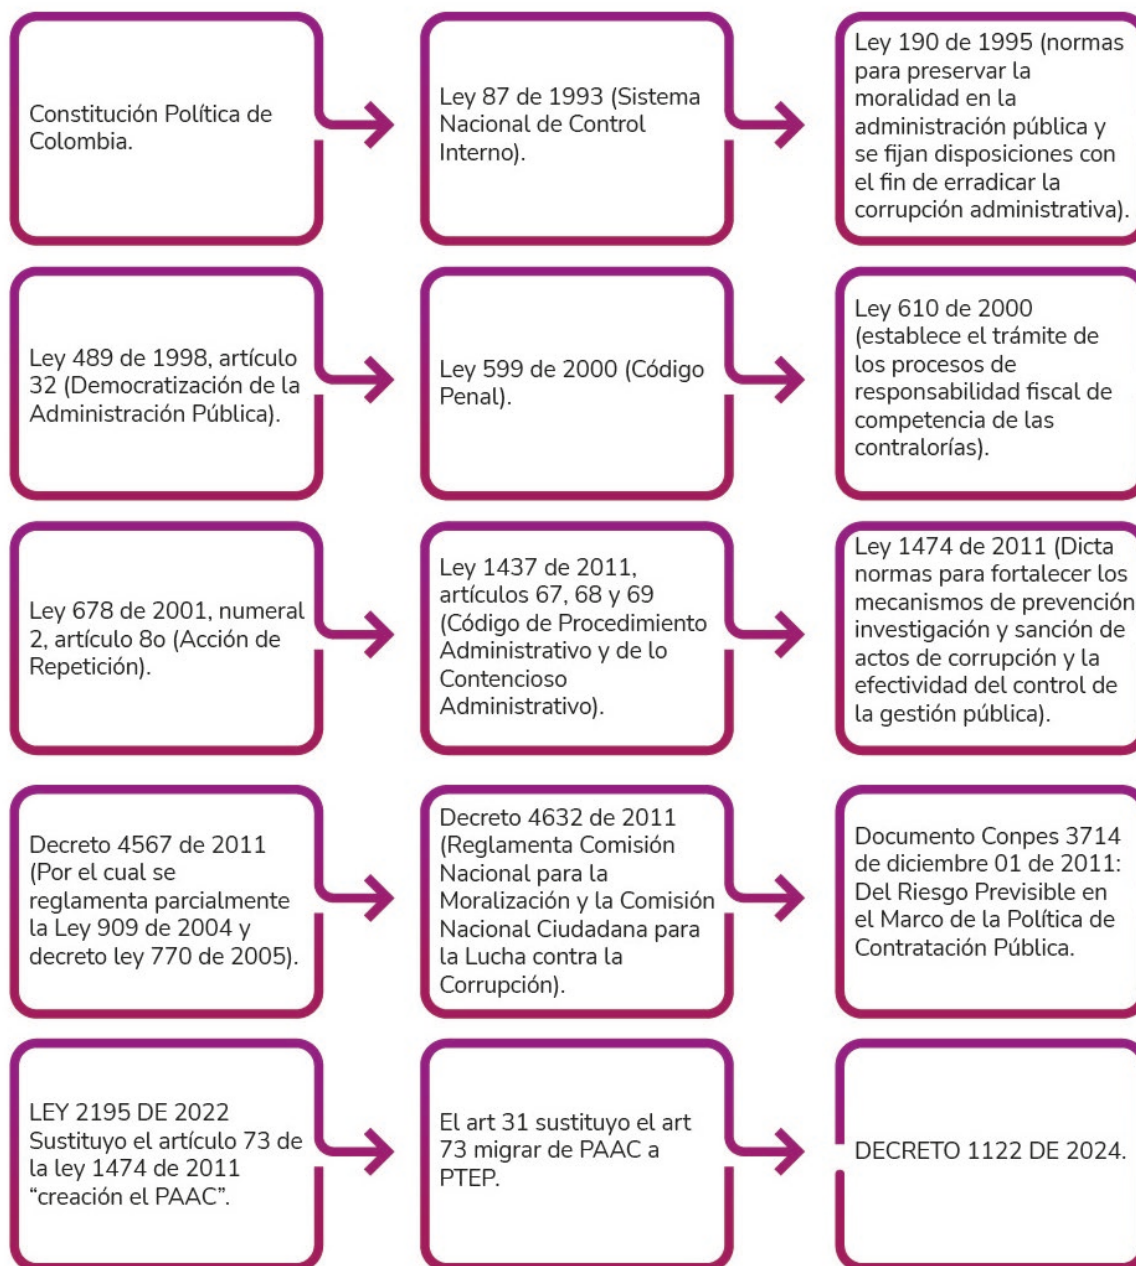 Constitución Política de
Colombia.
Ley 87 de 1993 (Sistema
Nacional de Control
Interno).
Ley 190 de 1995 (normas
para preservar la
moralidad en la
administración pública y
se fijan disposiciones con
el fin de erradicar la
corrupción administrativa).
Ley 489 de 1998, artículo
32 (Democratización de la
Administración Pública).
Ley 599 de 2000 (Código
Penal).
Ley 610 de 2000
(establece el trámite de
los procesos de
responsabilidad fiscal de
competencia de las
contralorías).
Ley 678 de 2001, numeral
2, artículo 8o (Acción de
Repetición).
Ley 1437 de 2011,
artículos 67, 68 y 69
(Código de Procedimiento
Administrativo y de lo
Contencioso
Administrativo).
Ley 1474 de 2011 (Dicta
normas para fortalecer los
mecanismos de prevención
investigación y sanción de
actos de corrupción y la
efectividad del control de
la gestión pública).
Decreto 4567 de 2011
(Por el cual se
reglamenta parcialmente
la Ley 909 de 2004 y
decreto ley 770 de 2005).
Decreto 4632 de 2011
(Reglamenta Comisión
Nacional para la
Moralización y la Comisión
Nacional Ciudadana para
la Lucha contra la
Corrupción).
Documento Conpes 3714
de diciembre 01 de 2011:
Del Riesgo Previsible en
el Marco de la Política de
Contratación Pública.
LEY 2195 DE 2022
Sustituyo el artículo 73 de
la ley 1474 de 2011
“creación el PAAC”.
El art 31 sustituyo el art
73 migrar de PAAC a
PTEP.
DECRETO 1122 DE 2024.